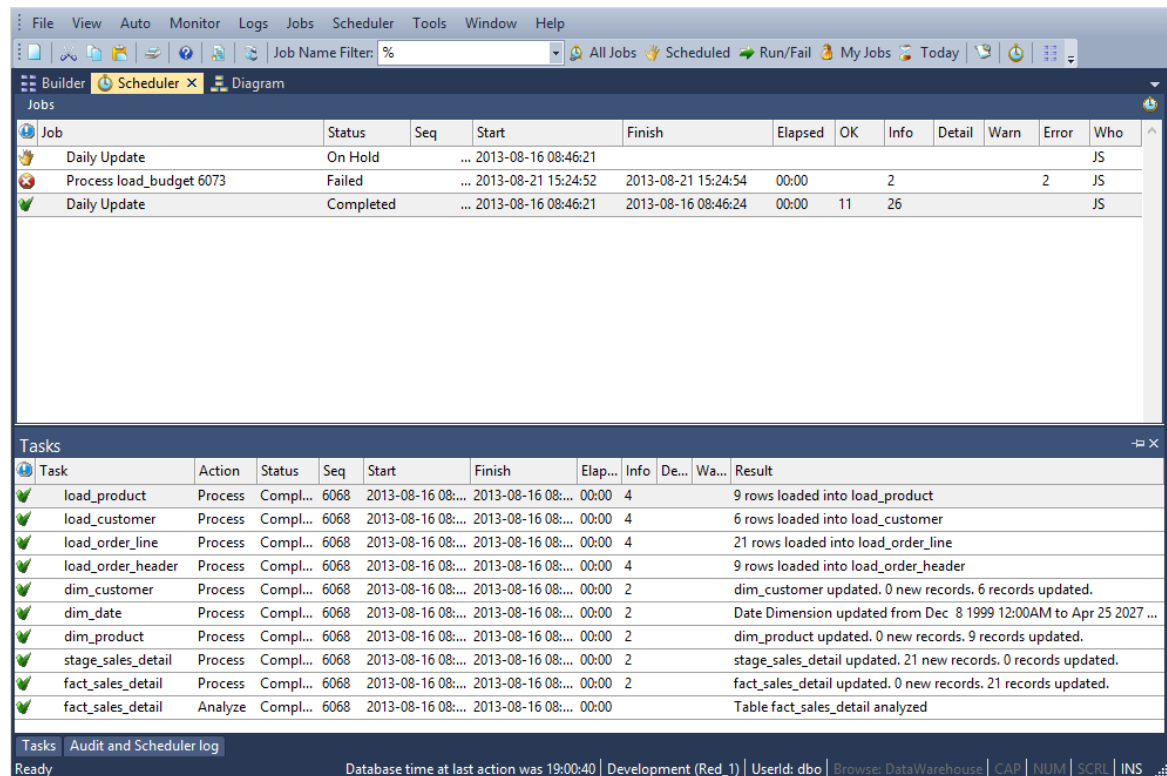 File View Auto Monitor Logs Jobs Scheduler Tools Window Help
Job Name Filter: % All Jobs Scheduled Run/Fail My Jobs Today
Builder Scheduler Diagram
Jobs
Job Status Seq Start Finish Elapsed OK Info Detail Warn Error Who
Daily Update On Hold ... 2013-08-16 08:46:21 JS
Process load_budget 6073 Failed ... 2013-08-21 15:24:52 2013-08-21 15:24:54 00:00 2 2 JS
Daily Update Completed ... 2013-08-16 08:46:21 2013-08-16 08:46:24 00:00 11 26 JS
Tasks
Task Action Status Seq Start Finish Elap... Info De... Wa... Result
load_product Process Compl... 6068 2013-08-16 08:... 2013-08-16 08:... 00:00 4 9 rows loaded into load_product
load_customer Process Compl... 6068 2013-08-16 08:... 2013-08-16 08:... 00:00 4 6 rows loaded into load_customer
load_order_line Process Compl... 6068 2013-08-16 08:... 2013-08-16 08:... 00:00 4 21 rows loaded into load_order_line
load_order_header Process Compl... 6068 2013-08-16 08:... 2013-08-16 08:... 00:00 4 9 rows loaded into load_order_header
dim_customer Process Compl... 6068 2013-08-16 08:... 2013-08-16 08:... 00:00 2 dim_customer updated. 0 new records. 6 records updated.
dim_date Process Compl... 6068 2013-08-16 08:... 2013-08-16 08:... 00:00 2 Date Dimension updated from Dec 8 1999 12:00AM to Apr 25 2027 ...
dim_product Process Compl... 6068 2013-08-16 08:... 2013-08-16 08:... 00:00 2 dim_product updated. 0 new records. 9 records updated.
stage_sales_detail Process Compl... 6068 2013-08-16 08:... 2013-08-16 08:... 00:00 2 stage_sales_detail updated. 21 new records. 0 records updated.
fact_sales_detail Process Compl... 6068 2013-08-16 08:... 2013-08-16 08:... 00:00 2 fact_sales_detail updated. 0 new records. 21 records updated.
fact_sales_detail Analyze Compl... 6068 2013-08-16 08:... 2013-08-16 08:... 00:00 Table fact_sales_detail analyzed
Tasks Audit and Scheduler log
Ready Database time at last action was 19:00:40 Development (Red_1) UserId: dbo Browse: DataWarehouse CAP NUM SCRL INS